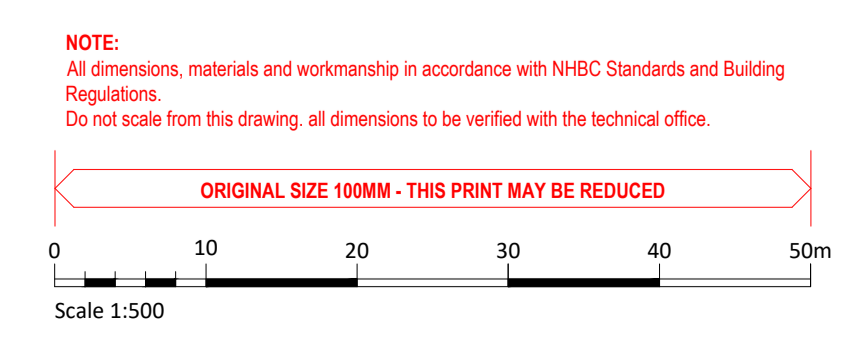 NOTE:
All dimensions, materials and workmanship in accordance with NHBC Standards and Building
Regulations.
Do not scale from this drawing. all dimensions to be verified with the technical office.
ORIGINAL SIZE 100MM - THIS PRINT MAY BE REDUCED
0 10 20 30 40 50m
Scale 1:500